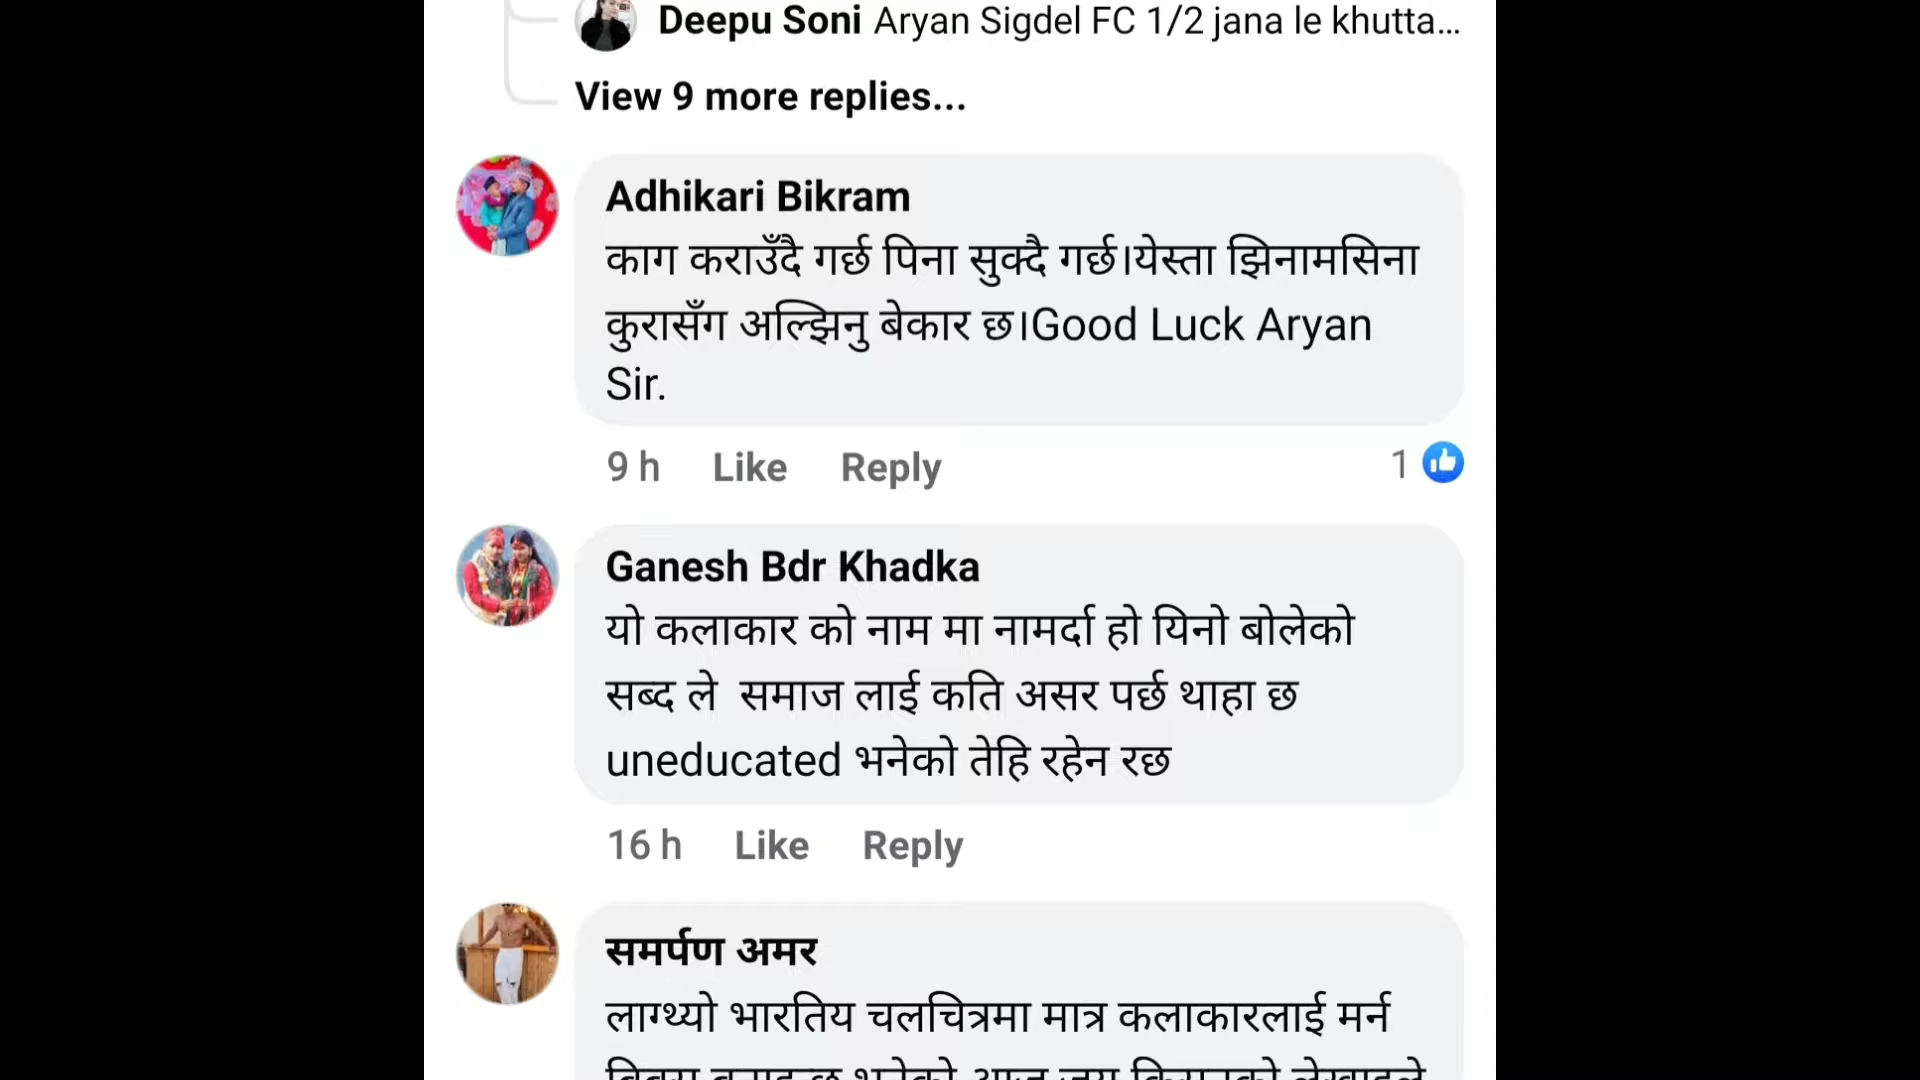 Deepu Soni Aryan Sigdel FC 1/2 jana le khutta...
View 9 more replies...
Adhikari Bikram
काग कराउँदै गर्छ पिना सुक्दै गर्छ।येस्ता झिनामसिना
कुरासँग अल्झिनु बेकार छ।Good Luck Aryan
Sir.
9 h Like Reply 1
Ganesh Bdr Khadka
यो कलाकार को नाम मा नामर्दा हो यिनो बोलेको
सब्द ले समाज लाई कति असर पर्छ थाहा छ
uneducated भनेको तेहि रहेन रछ
16 h Like Reply
समर्पण अमर
लाग्थ्यो भारतिय चलचित्रमा मात्र कलाकारलाई मर्न